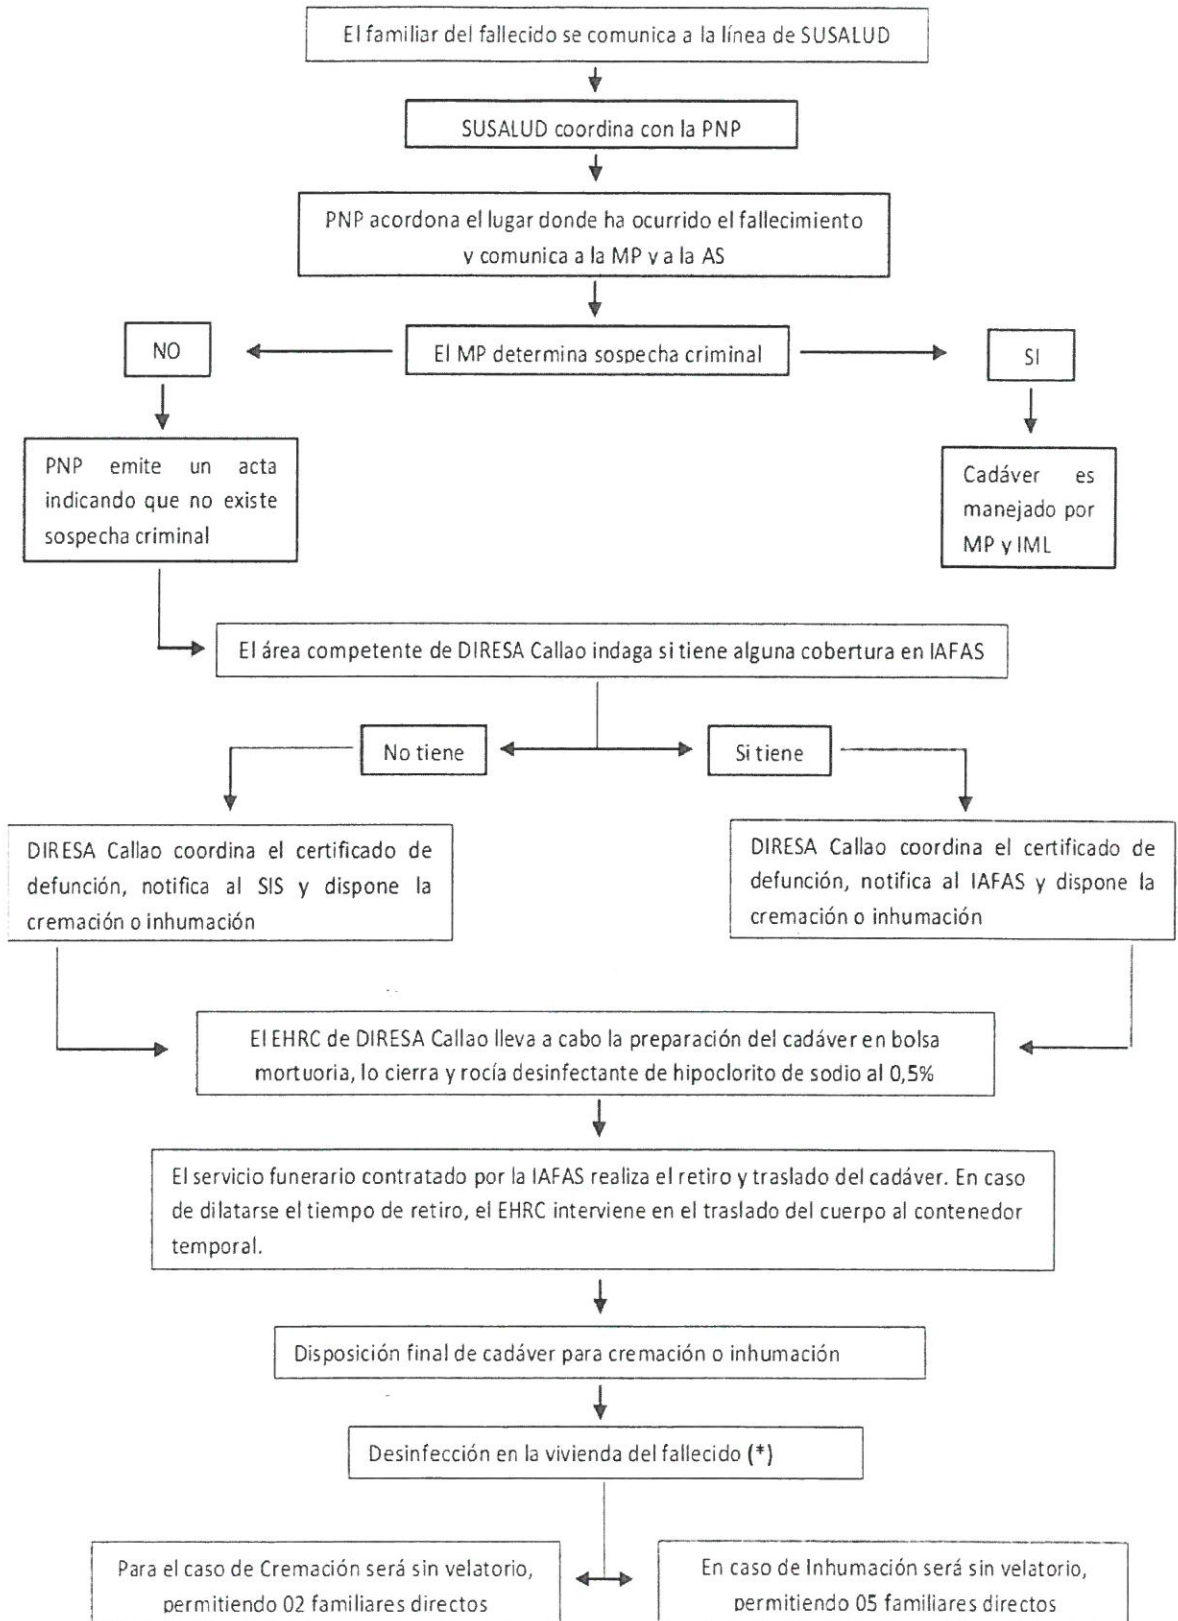 El familiar del fallecido se comunica a la línea de SUSALUD
SUSALUD coordina con la PNP
PNP acordona el lugar donde ha ocurrido el fallecimiento
y comunica a la MP y a la AS
NO
El MP determina sospecha criminal
SI
PNP emite un acta
indicando que no existe
sospecha criminal
Cadáver es
manejado por
MP y IML
El área competente de DIRESA Callao indaga si tiene alguna cobertura en IAFAS
No tiene
Si tiene
DIRESA Callao coordina el certificado de
defunción, notifica al SIS y dispone la
cremación o inhumación
DIRESA Callao coordina el certificado de
defunción, notifica al IAFAS y dispone la
cremación o inhumación
El EHRC de DIRESA Callao lleva a cabo la preparación del cadáver en bolsa
mortuoria, lo cierra y rocía desinfectante de hipoclorito de sodio al 0,5%
El servicio funerario contratado por la IAFAS realiza el retiro y traslado del cadáver. En caso
de dilatarse el tiempo de retiro, el EHRC interviene en el traslado del cuerpo al contenedor
temporal.
Disposición final de cadáver para cremación o inhumación
Desinfección en la vivienda del fallecido (*)
Para el caso de Cremación será sin velatorio,
permitiendo 02 familiares directos
En caso de Inhumación será sin velatorio,
permitiendo 05 familiares directos